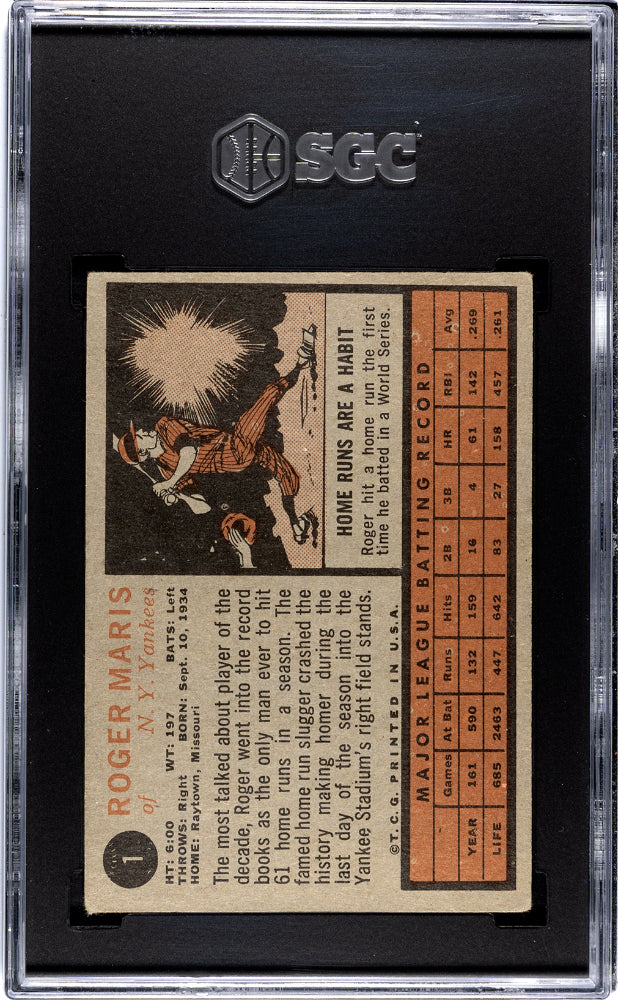 SGC
1
ROGER MARIS
of N. Y. Yankees
HT: 6:00 WT: 197 BATS: Left
THROWS: Right BORN: Sept. 10, 1934
HOME: Raytown, Missouri
The most talked about player of the
decade, Roger went into the record
books as the only man ever to hit
61 home runs in a season. The
famed home run slugger crashed the
history making homer during the
last day of the season into the
Yankee Stadium's right field stands.
©T.C.G. PRINTED IN U.S.A.
HOME RUNS ARE A HABIT
Roger hit a home run the first
time he batted in a World Series.
MAJOR LEAGUE BATTING RECORD
Games At Bat Runs Hits 2B 3B HR RBI Avg
YEAR 161 590 132 159 16 4 61 142 .269
LIFE 685 2463 447 642 83 27 158 457 .261